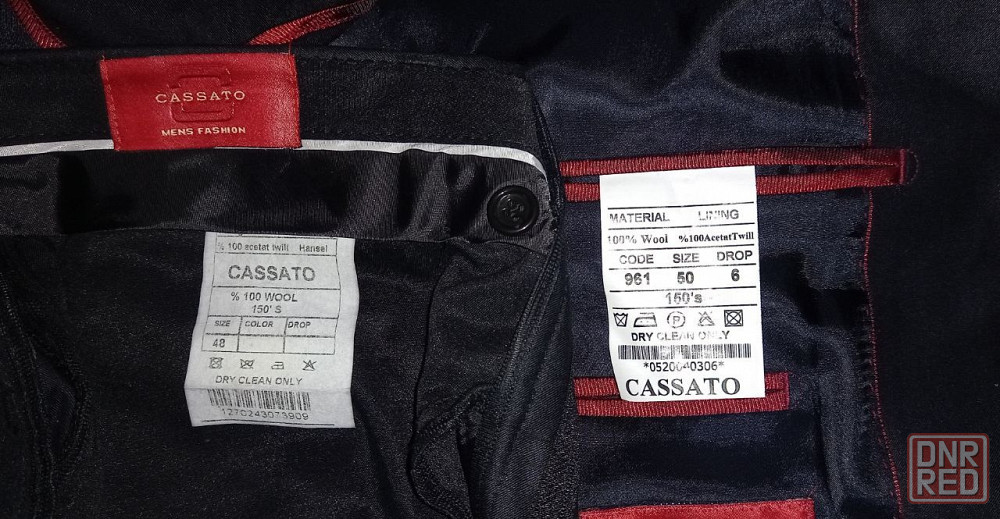 CASSATO
MENS FASHION
% 100 acetat twill Hansel
CASSATO
% 100 WOOL
150' S
SIZE COLOR DROP
48
DRY CLEAN ONLY
1270243073909
MATERIAL LINING
100% Wool %100AcetatTwill
CODE SIZE DROP
961 50 6
150's
DRY CLEAN ONLY
*0520040306*
CASSATO
DNR
RED